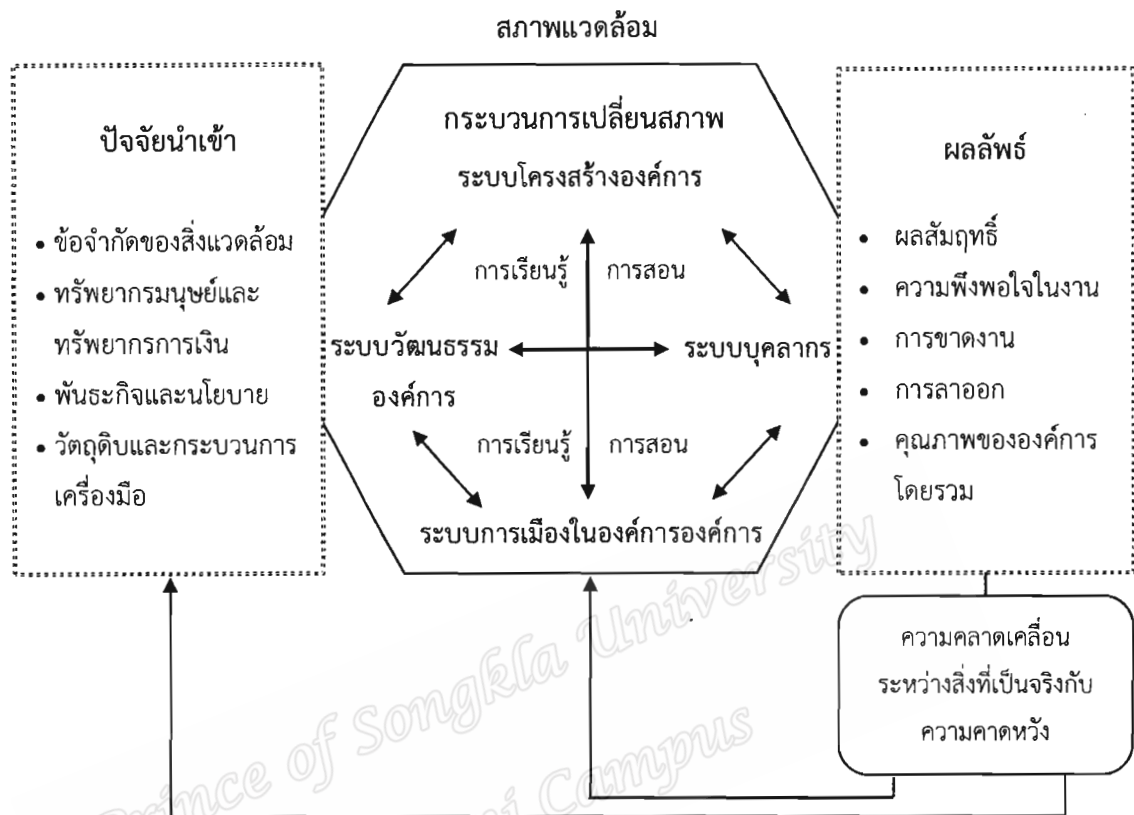 สภาพแวดล้อม
ปัจจัยนำเข้า
• ข้อจำกัดของสิ่งแวดล้อม
• ทรัพยากรมนุษย์และ
ทรัพยากรการเงิน
• พันธะกิจและนโยบาย
• วัตถุดิบและกระบวนการ
เครื่องมือ
กระบวนการเปลี่ยนสภาพ
ระบบโครงสร้างองค์การ
การเรียนรู้ การสอน
ระบบวัฒนธรรม
องค์การ
ระบบบุคลากร
การเรียนรู้ การสอน
ระบบการเมืองในองค์การองค์การ
ผลลัพธ์
• ผลสัมฤทธิ์
• ความพึงพอใจในงาน
• การขาดงาน
• การลาออก
• คุณภาพขององค์การ
โดยรวม
ความคลาดเคลื่อน
ระหว่างสิ่งที่เป็นจริงกับ
ความคาดหวัง
Prince of Songkla University
Campus